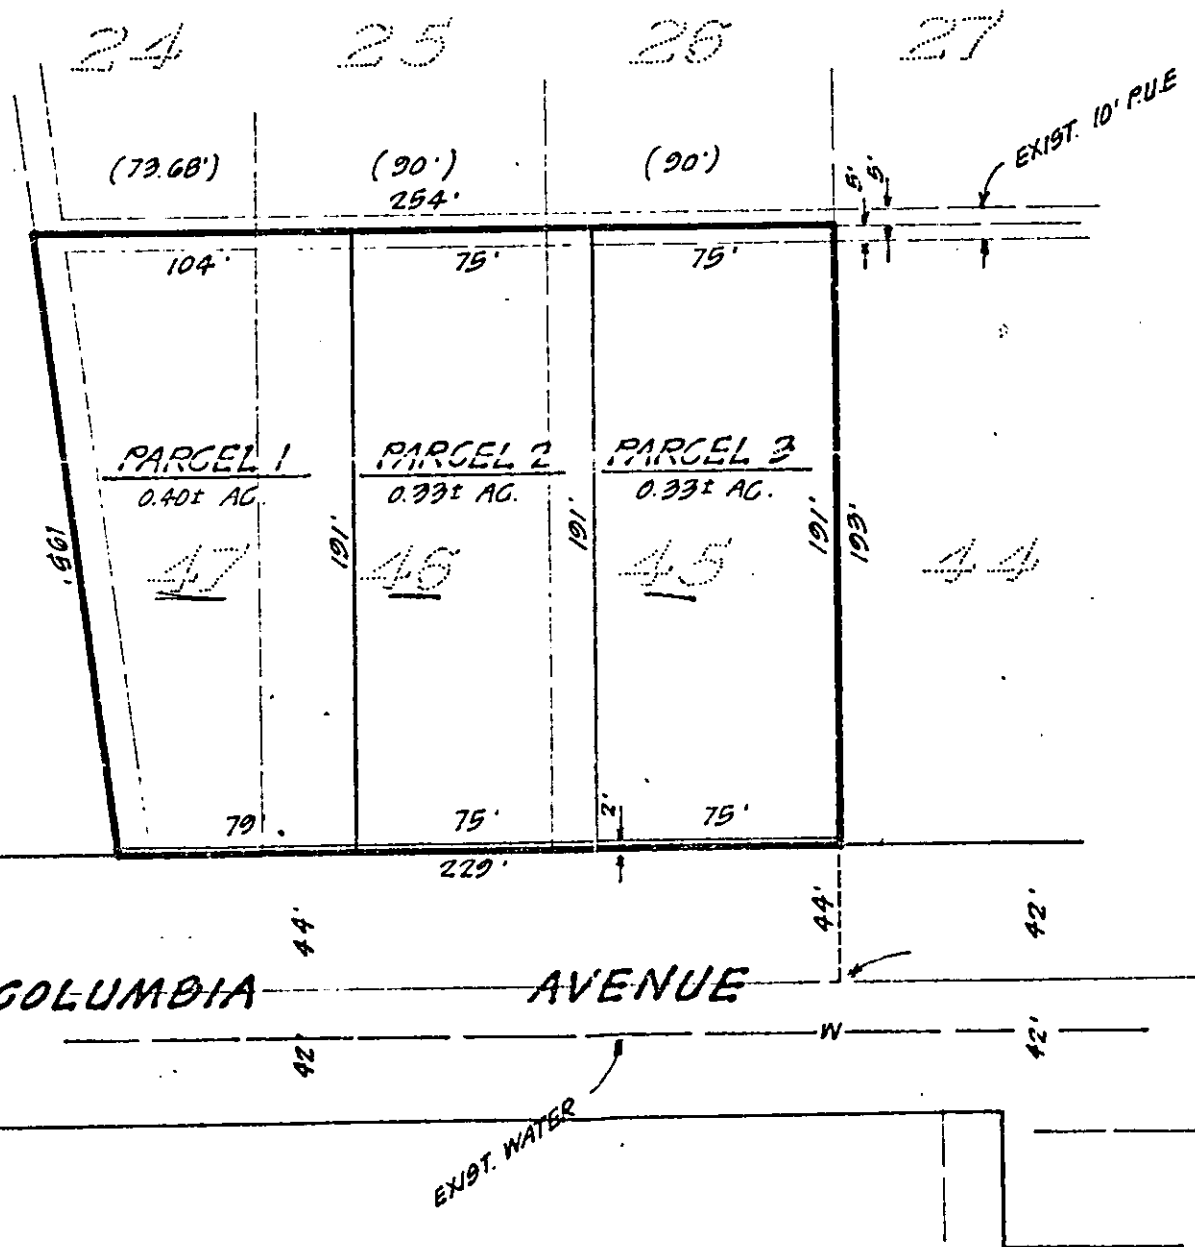 24 25 26 27
EXIST. 10' P.U.E
(73.68') (90') (90')
5' 5'
254'
104' 75' 75'
PARCEL 1 PARCEL 2 PARCEL 3
0.40± AC. 0.33± AC. 0.33± AC.
195' 191' 191' 191' 193'
47 46 45 44
79' 75' 2' 75'
229'
44' 44' 42'
COLUMBIA AVENUE
W
42' 42'
EXIST. WATER